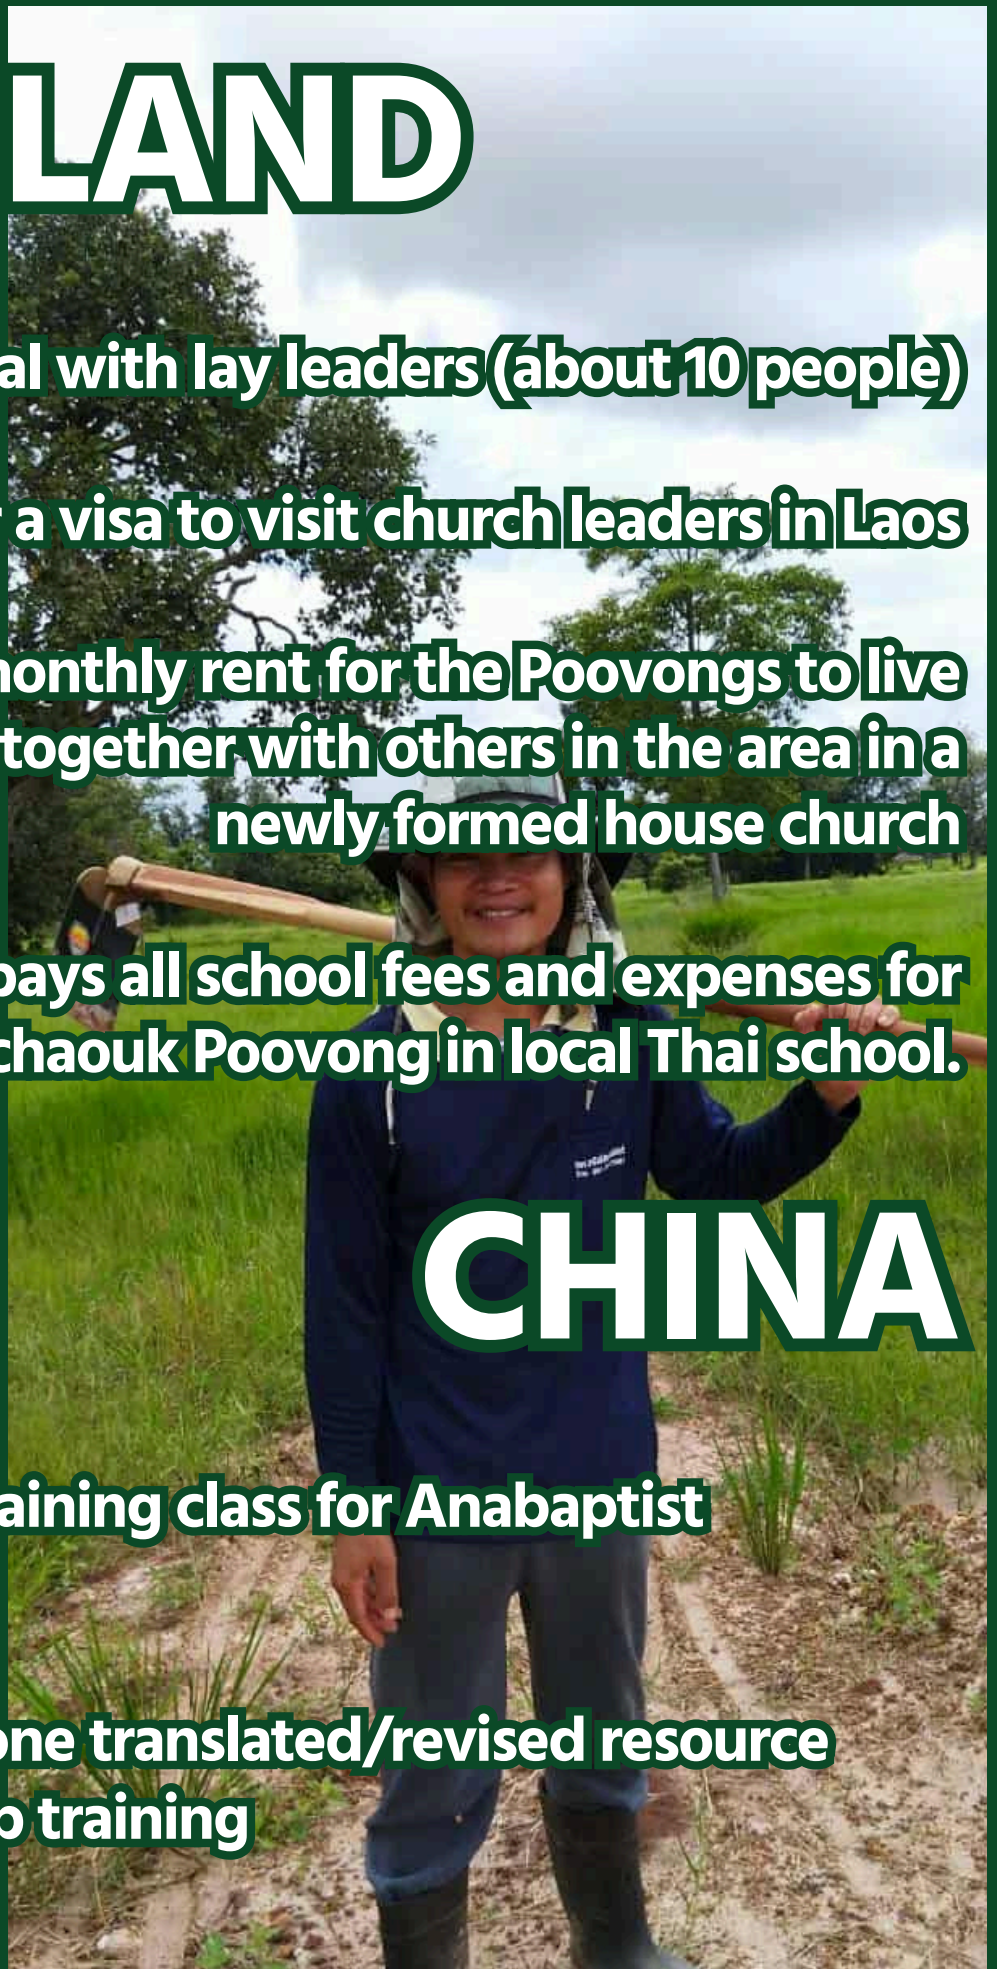 LAND
al with lay leaders (about 10 people)
a visa to visit church leaders in Laos
onthly rent for the Poovongs to live
together with others in the area in a
newly formed house church
pays all school fees and expenses for
chaouk Poovong in local Thai school.
CHINA
aining class for Anabaptist
one translated/revised resource
p training